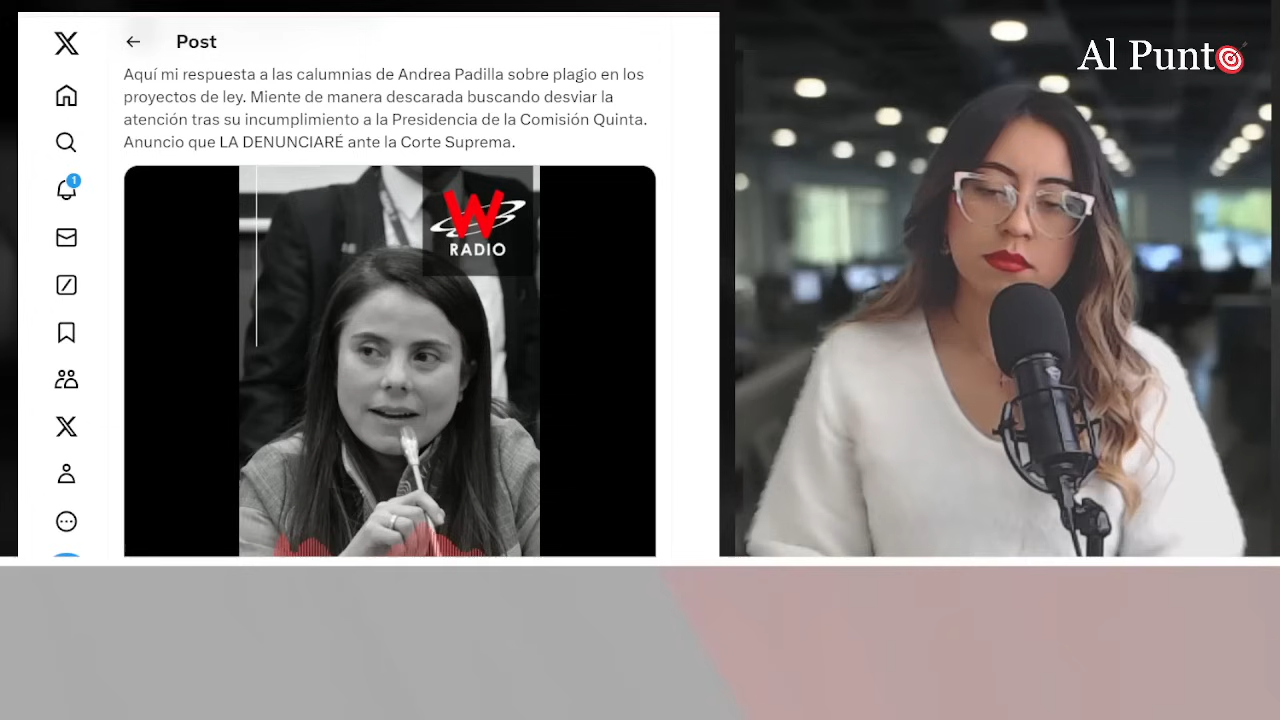 Post
Al Punto
Aquí mi respuesta a las calumnias de Andrea Padilla sobre plagio en los
proyectos de ley. Miente de manera descarada buscando desviar la
atención tras su incumplimiento a la Presidencia de la Comisión Quinta.
Anuncio que LA DENUNCIARÉ ante la Corte Suprema.
1
W
RADIO